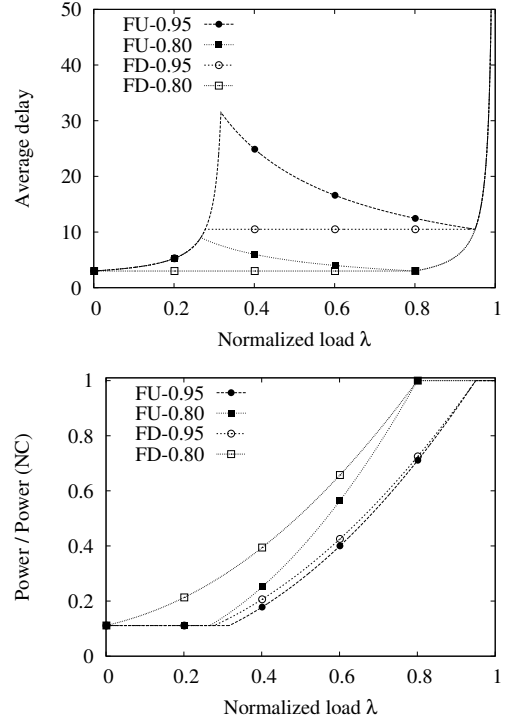 50
40
30
20
10
0
Average delay
FU-0.95
FU-0.80
FD-0.95
FD-0.80
0 0.2 0.4 0.6 0.8 1
Normalized load λ
1
0.8
0.6
0.4
0.2
0
Power / Power (NC)
FU-0.95
FU-0.80
FD-0.95
FD-0.80
0 0.2 0.4 0.6 0.8 1
Normalized load λ